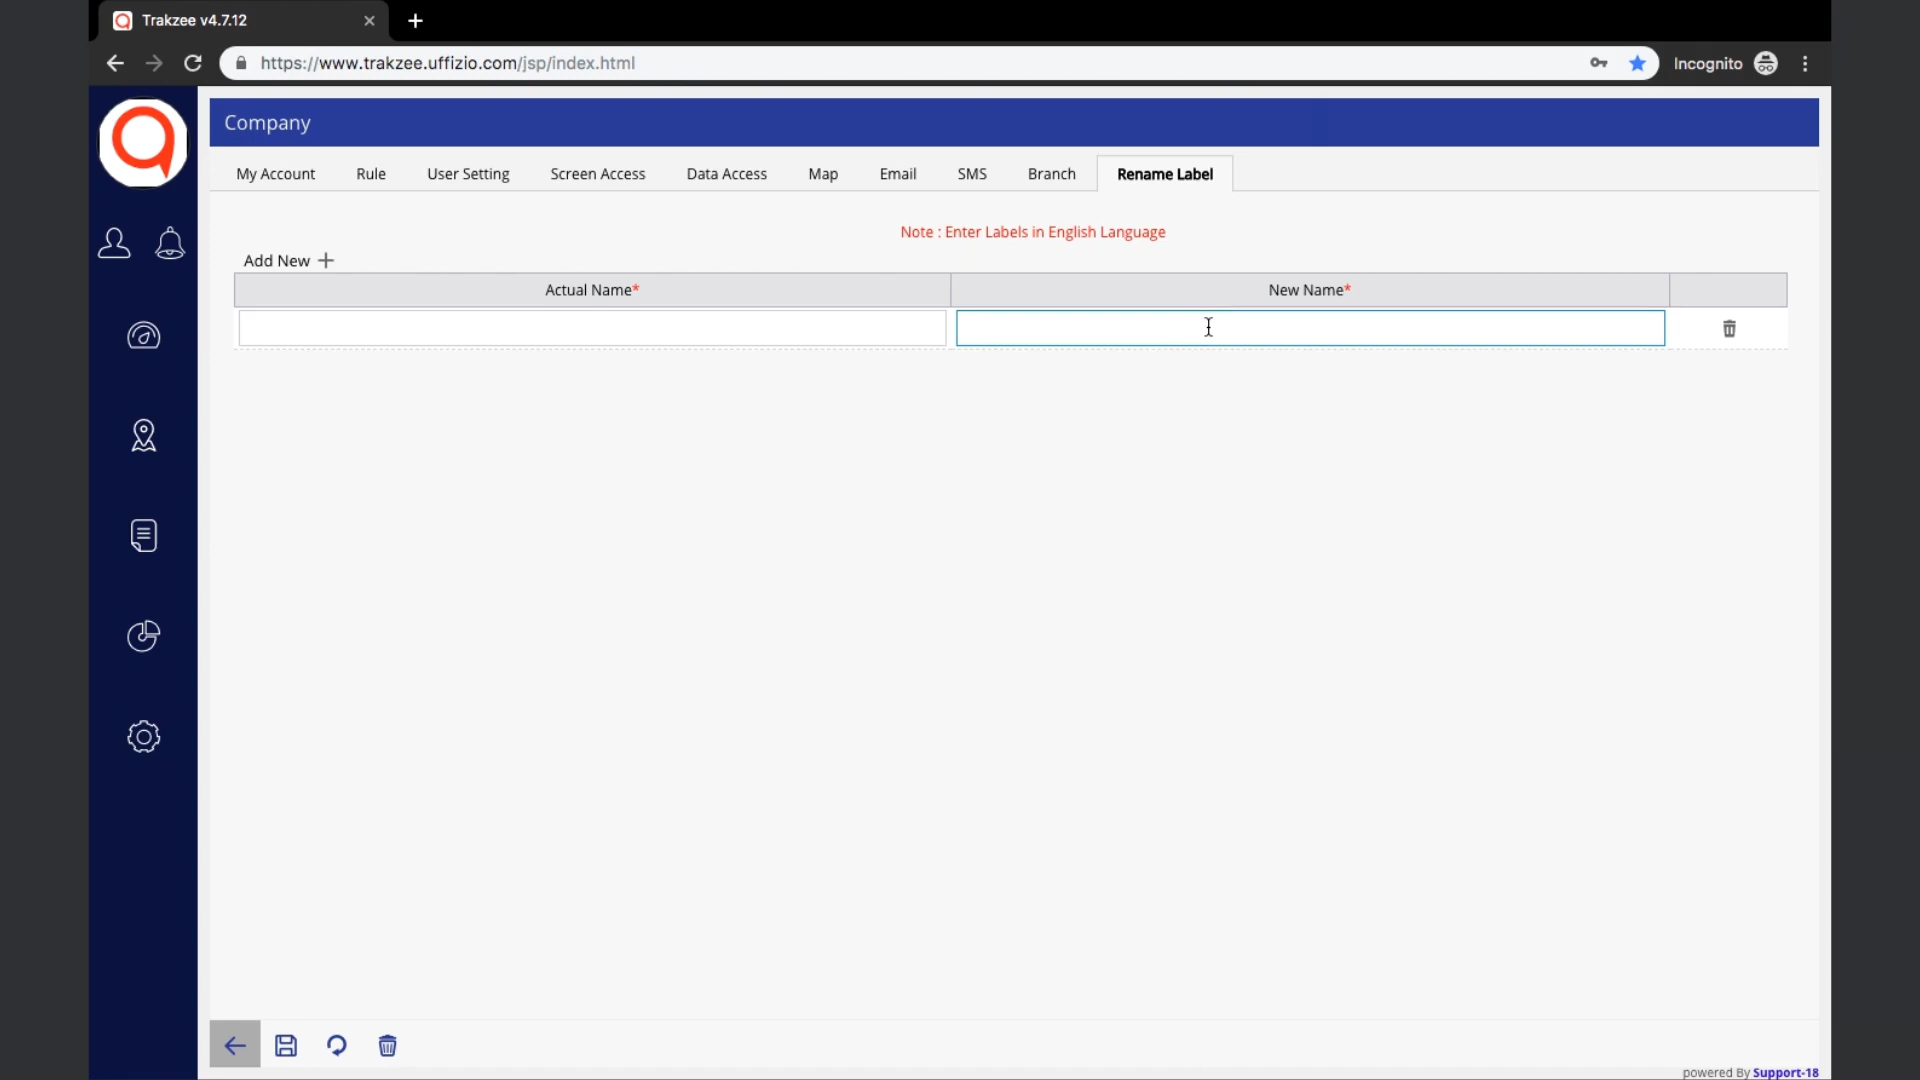 Trakzee v4.7.12
https://www.trakzee.uffizio.com/jsp/index.html
Incognito
Company
My Account Rule User Setting Screen Access Data Access Map Email SMS Branch Rename Label
Note : Enter Labels in English Language
Add New
Actual Name* New Name*
powered By Support-18